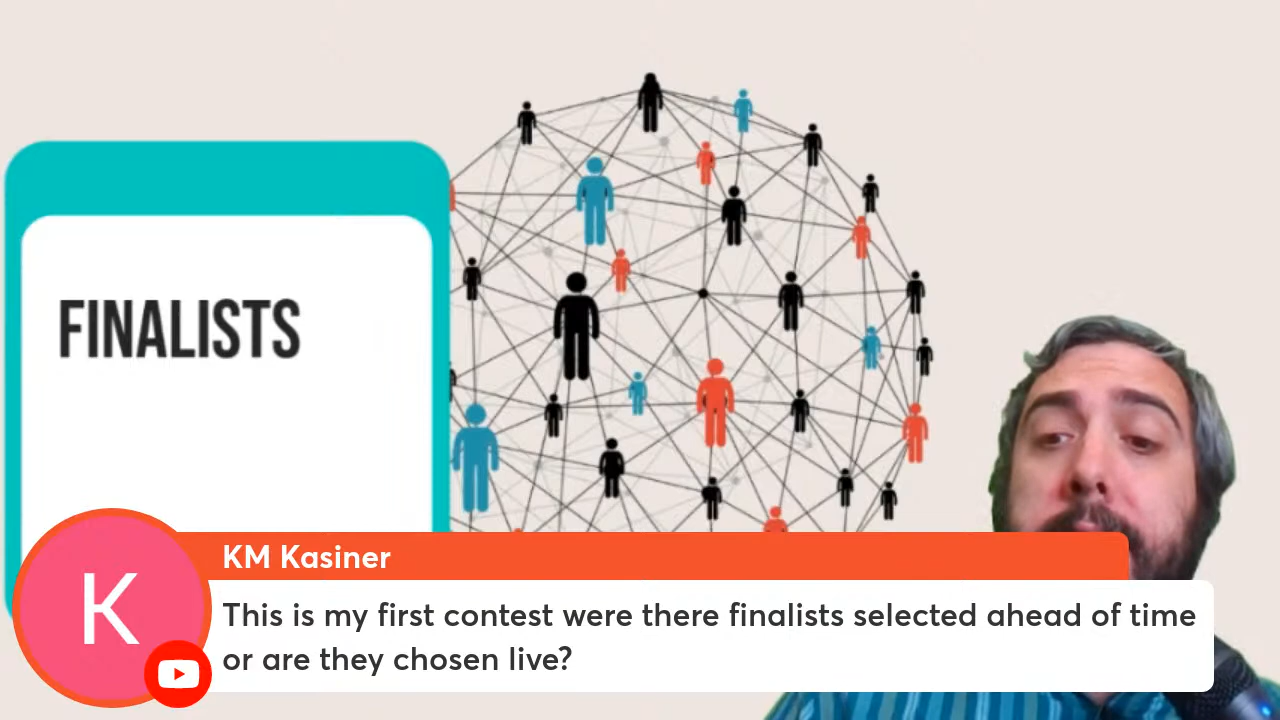 FINALISTS
KM Kasiner
K
This is my first contest were there finalists selected ahead of time
or are they chosen live?